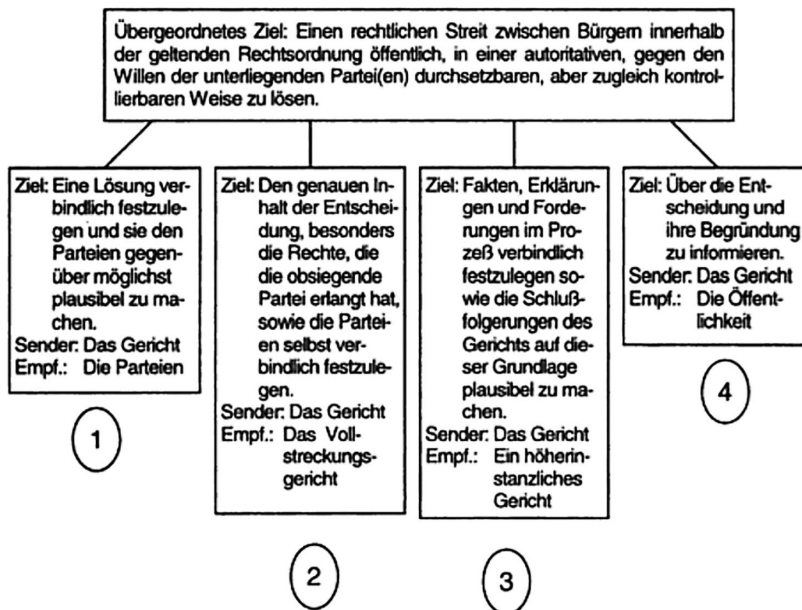 Übergeordnetes Ziel: Einen rechtlichen Streit zwischen Bürgern innerhalb
der geltenden Rechtsordnung öffentlich, in einer autoritativen, gegen den
Willen der unterliegenden Partei(en) durchsetzbaren, aber zugleich kontrol-
lierbaren Weise zu lösen.
Ziel: Eine Lösung ver-
bindlich festzule-
gen und sie den
Parteien gegen-
über möglichst
plausibel zu ma-
chen.
Sender: Das Gericht
Empf.: Die Parteien
1
Ziel: Den genauen In-
halt der Entschei-
dung, besonders
die Rechte, die
die obsiegende
Partei erlangt hat,
sowie die Partei-
en selbst ver-
bindlich festzule-
gen.
Sender: Das Gericht
Empf.: Das Voll-
streckungs-
gericht
2
Ziel: Fakten, Erklärun-
gen und Forde-
rungen im Pro-
zeß verbindlich
festzulegen so-
wie die Schluß-
folgerungen des
Gerichts auf die-
ser Grundlage
plausibel zu ma-
chen.
Sender: Das Gericht
Empf.: Ein höherin-
stanzliches
Gericht
3
Ziel: Über die Ent-
scheidung und
ihre Begründung
zu informieren.
Sender: Das Gericht
Empf.: Die Öffent-
lichkeit
4